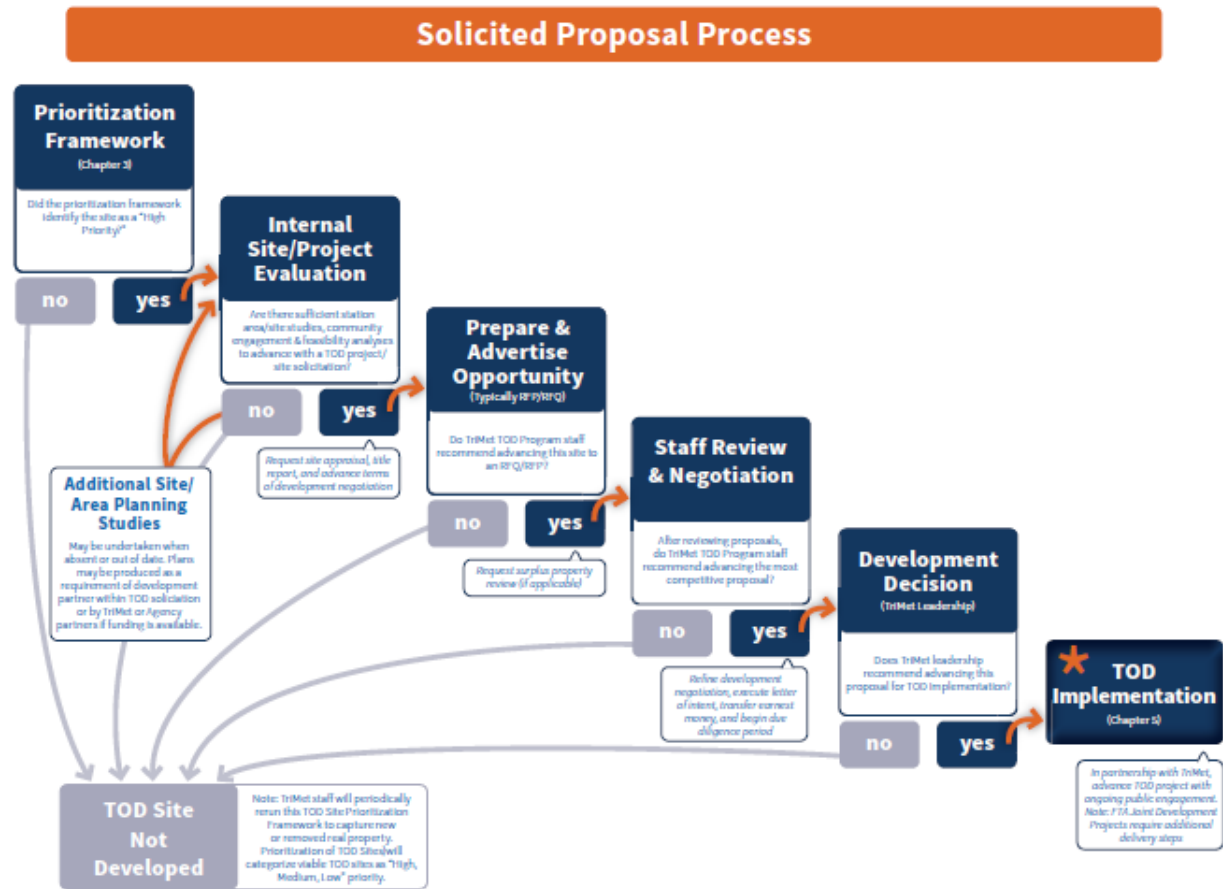 Solicited Proposal Process
Prioritization
Framework
(Chapter 3)
Did the prioritization framework
identify the site as a "High
Priority?"
no
yes
Internal
Site/Project
Evaluation
Are there sufficient station
area/site studies, community
engagement & feasibility analyses
to advance with a TOD project/
site solicitation?
no
yes
Request site appraisal, title
report, and advance terms
of development negotiation
Additional Site/
Area Planning
Studies
May be undertaken when
absent or out of date. Plans
may be produced as a
requirement of development
partner within TOD soliciation
or by TriMet or Agency
partners if funding is available.
Prepare &
Advertise
Opportunity
(Typically RFP/RFQ)
Do TriMet TOD Program staff
recommend advancing this site to
an RFQ/RFP?
no
yes
Request surplus property
review (if applicable)
Staff Review
& Negotiation
After reviewing proposals,
do TriMet TOD Program staff
recommend advancing the most
competitive proposal?
no
yes
Refine development
negotiation, execute letter
of intent, transfer earnest
money, and begin due
diligence period
Development
Decision
(TriMet Leadership)
Does TriMet leadership
recommend advancing this
proposal for TOD Implementation?
no
yes
* TOD
Implementation
(Chapter 5)
In partnership with TriMet,
advance TOD project with
ongoing public engagement.
Note: FTA Joint Development
Projects require additional
delivery steps
TOD Site
Not
Developed
Note: TriMet staff will periodically
rerun this TOD Site Prioritization
Framework to capture new
or removed real property.
Prioritization of TOD Sites/will
categorize viable TOD sites as "High,
Medium, Low" priority.